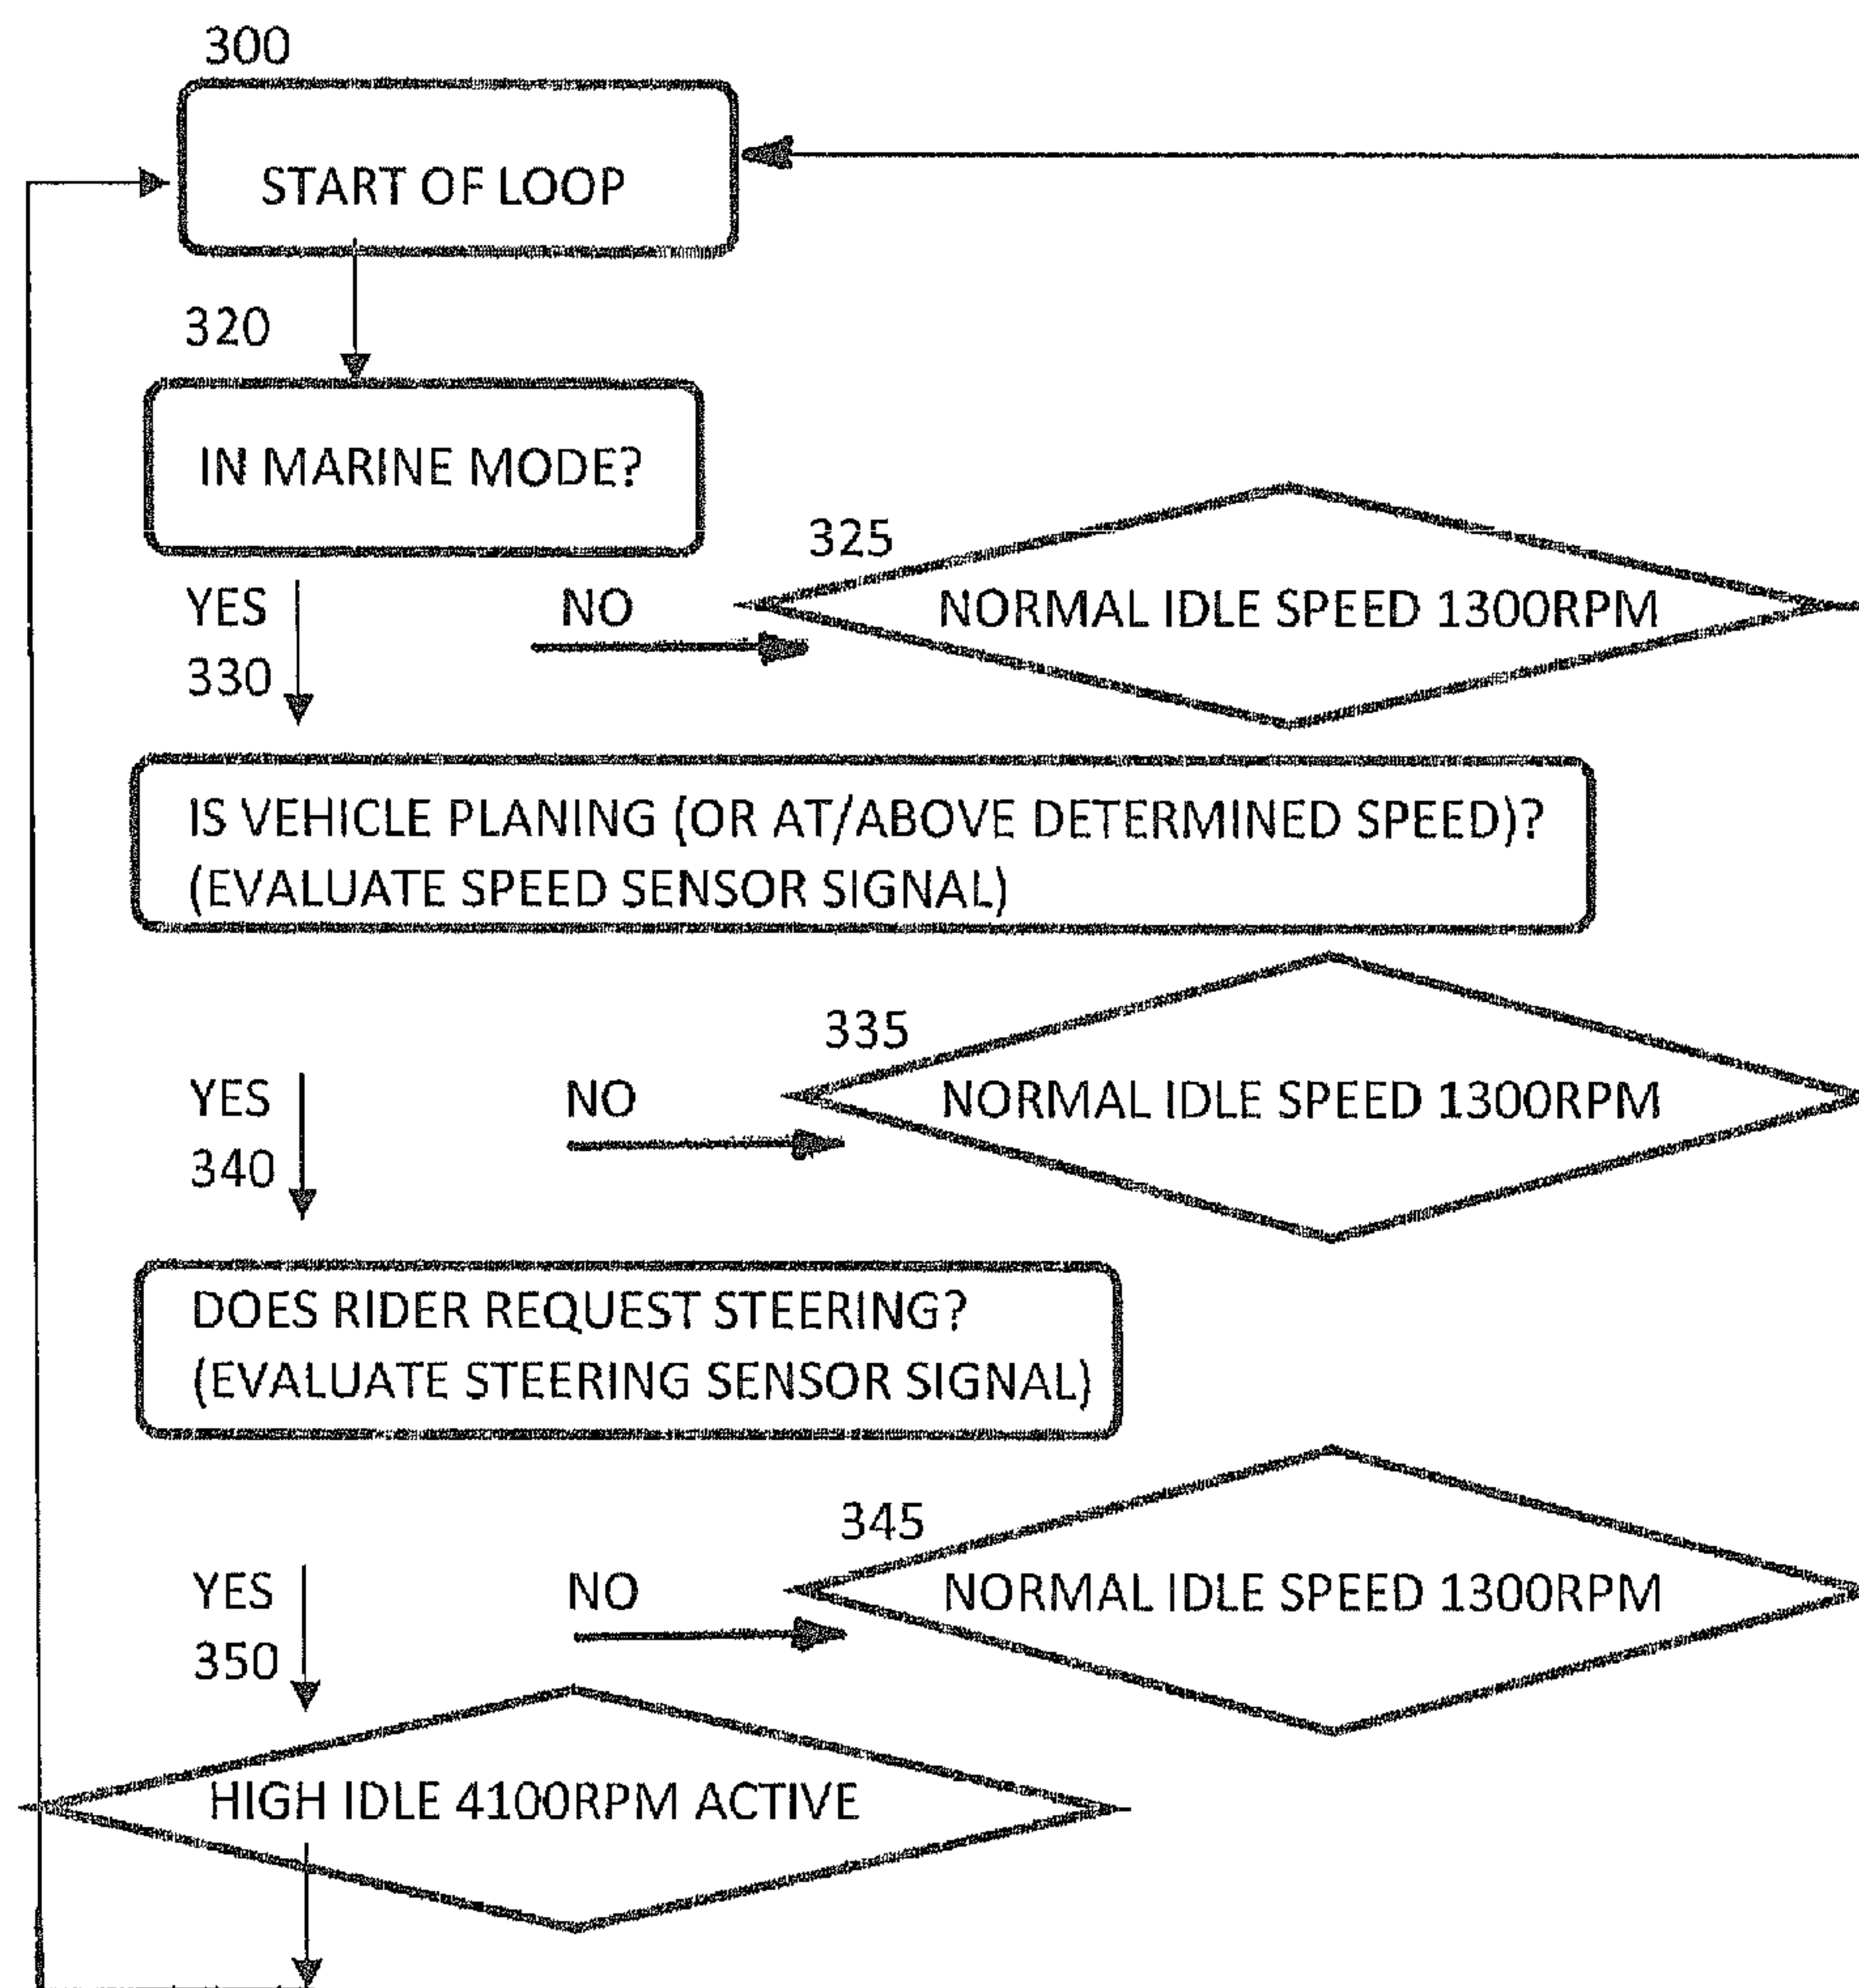 300
START OF LOOP
320
IN MARINE MODE?
325
YES
NO
NORMAL IDLE SPEED 1300RPM
330
IS VEHICLE PLANING (OR AT/ABOVE DETERMINED SPEED)?
(EVALUATE SPEED SENSOR SIGNAL)
335
YES
NO
NORMAL IDLE SPEED 1300RPM
340
DOES RIDER REQUEST STEERING?
(EVALUATE STEERING SENSOR SIGNAL)
345
YES
NO
NORMAL IDLE SPEED 1300RPM
350
HIGH IDLE 4100RPM ACTIVE